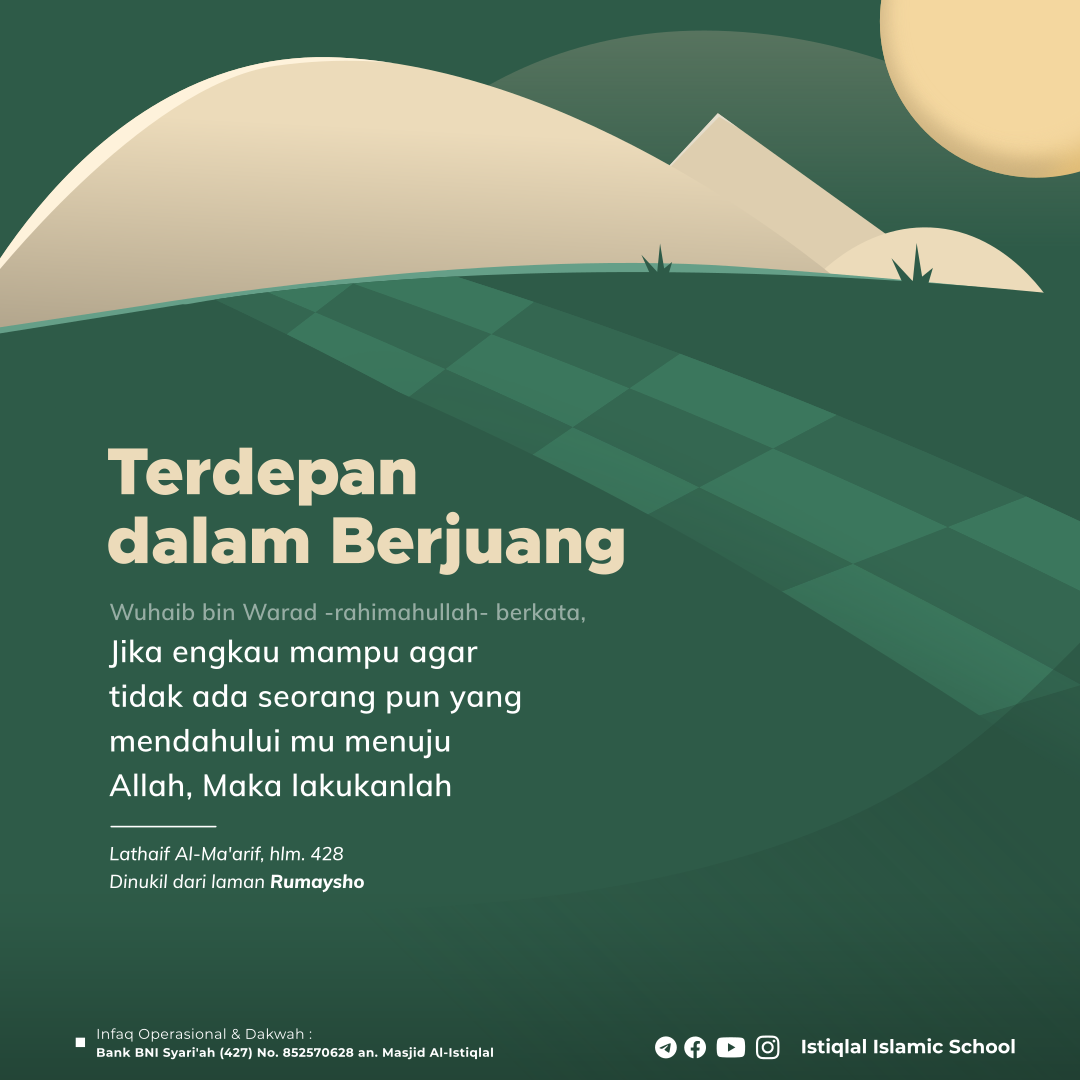 Terdepan
dalam Berjuang
Wuhaib bin Warad -rahimahullah- berkata,
Jika engkau mampu agar
tidak ada seorang pun yang
mendahului mu menuju
Allah, Maka lakukanlah
Lathaif Al-Ma'arif, hlm. 428
Dinukil dari laman Rumaysho
Infaq Operasional & Dakwah :
Bank BNI Syari'ah (427) No. 852570628 an. Masjid Al-Istiqlal
Istiqlal Islamic School